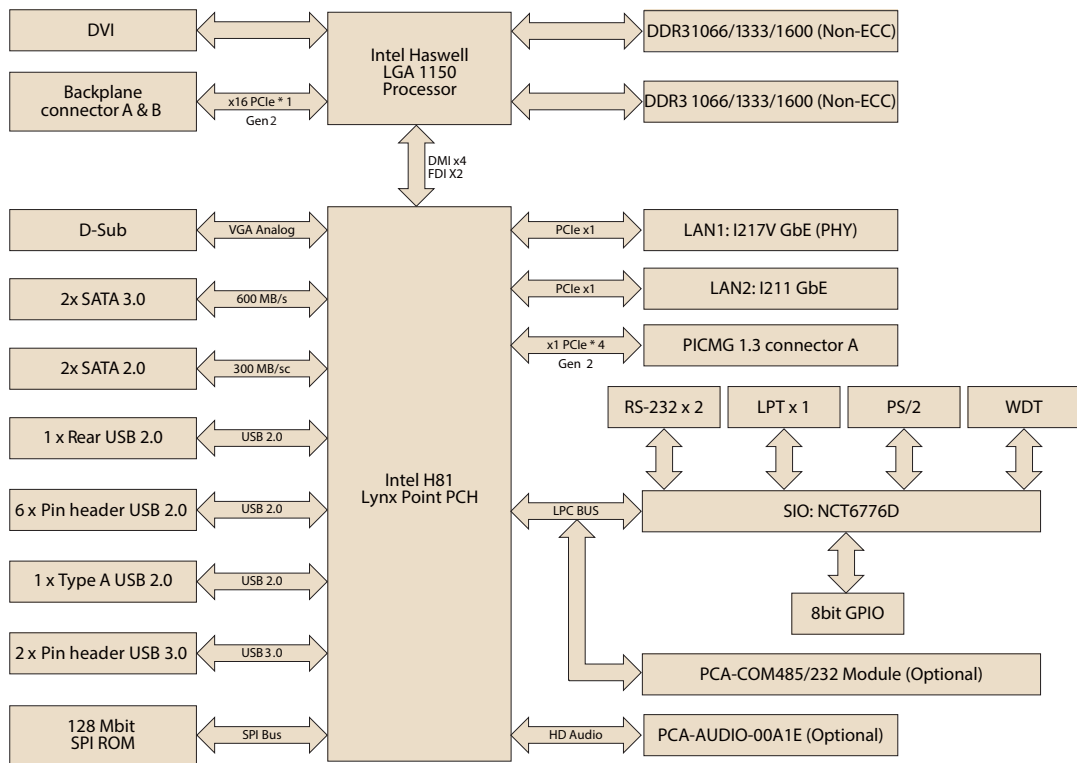 DVI
Intel Haswell
LGA 1150
Processor
DDR31066/1333/1600 (Non-ECC)
Backplane
connector A & B
x16 PCIe * 1
Gen 2
DDR3 1066/1333/1600 (Non-ECC)
DMI x4
FDI X2
D-Sub
VGA Analog
PCIe x1
LAN1: I217V GbE (PHY)
2x SATA 3.0
600 MB/s
PCIe x1
LAN2: I211 GbE
2x SATA 2.0
300 MB/sc
x1 PCIe * 4
Gen 2
PICMG 1.3 connector A
RS-232 x 2
LPT x 1
PS/2
WDT
1 x Rear USB 2.0
USB 2.0
Intel H81
Lynx Point PCH
6 x Pin header USB 2.0
USB 2.0
LPC BUS
SIO: NCT6776D
1 x Type A USB 2.0
USB 2.0
8bit GPIO
2 x Pin header USB 3.0
USB 3.0
PCA-COM485/232 Module (Optional)
128 Mbit
SPI ROM
SPI Bus
HD Audio
PCA-AUDIO-00A1E (Optional)